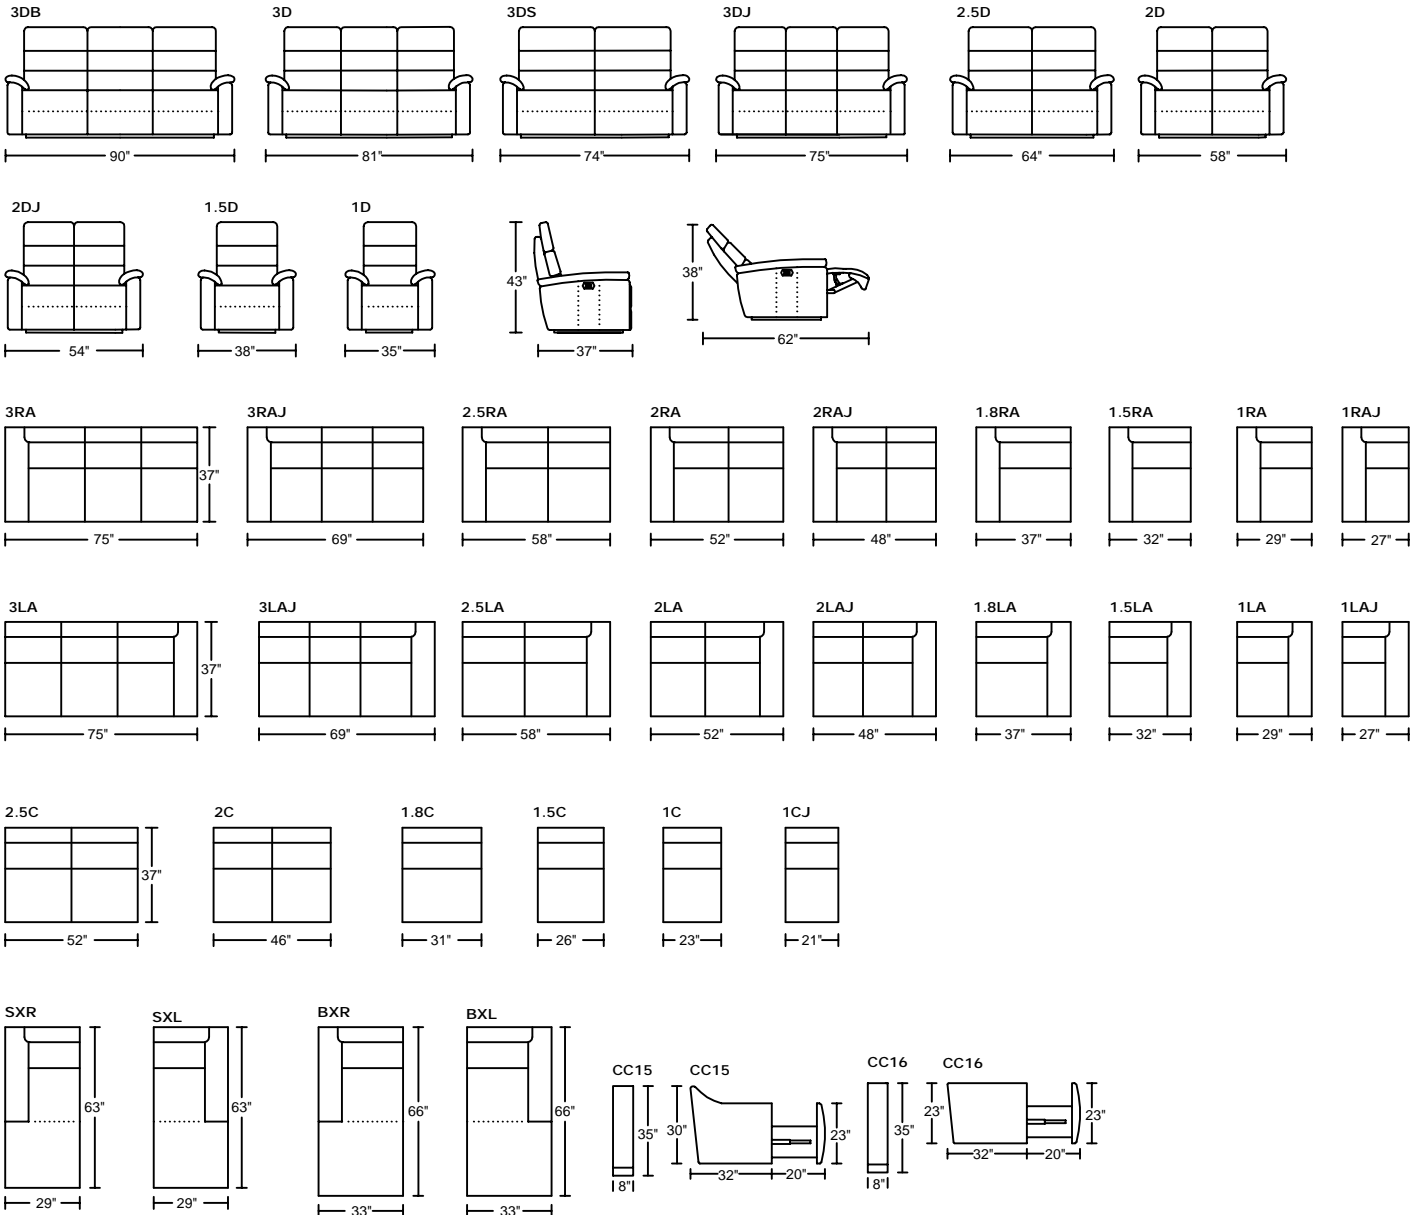 3DB 3D 3DS 3DJ 2.5D 2D
90" 81" 74" 75" 64" 58"
2DJ 1.5D 1D
43" 38"
54" 38" 35" 37" 62"
3RA 3RAJ 2.5RA 2RA 2RAJ 1.8RA 1.5RA 1RA 1RAJ
37"
75" 69" 58" 52" 48" 37" 32" 29" 27"
3LA 3LAJ 2.5LA 2LA 2LAJ 1.8LA 1.5LA 1LA 1LAJ
37"
75" 69" 58" 52" 48" 37" 32" 29" 27"
2.5C 2C 1.8C 1.5C 1C 1CJ
37"
52" 46" 31" 26" 23" 21"
SXR SXL BXR BXL
CC15 CC15 CC16 CC16
63" 63" 66" 66" 35" 30" 23" 35" 23" 23"
32" 20" 32" 20"
8" 8"
29" 29" 33" 33"